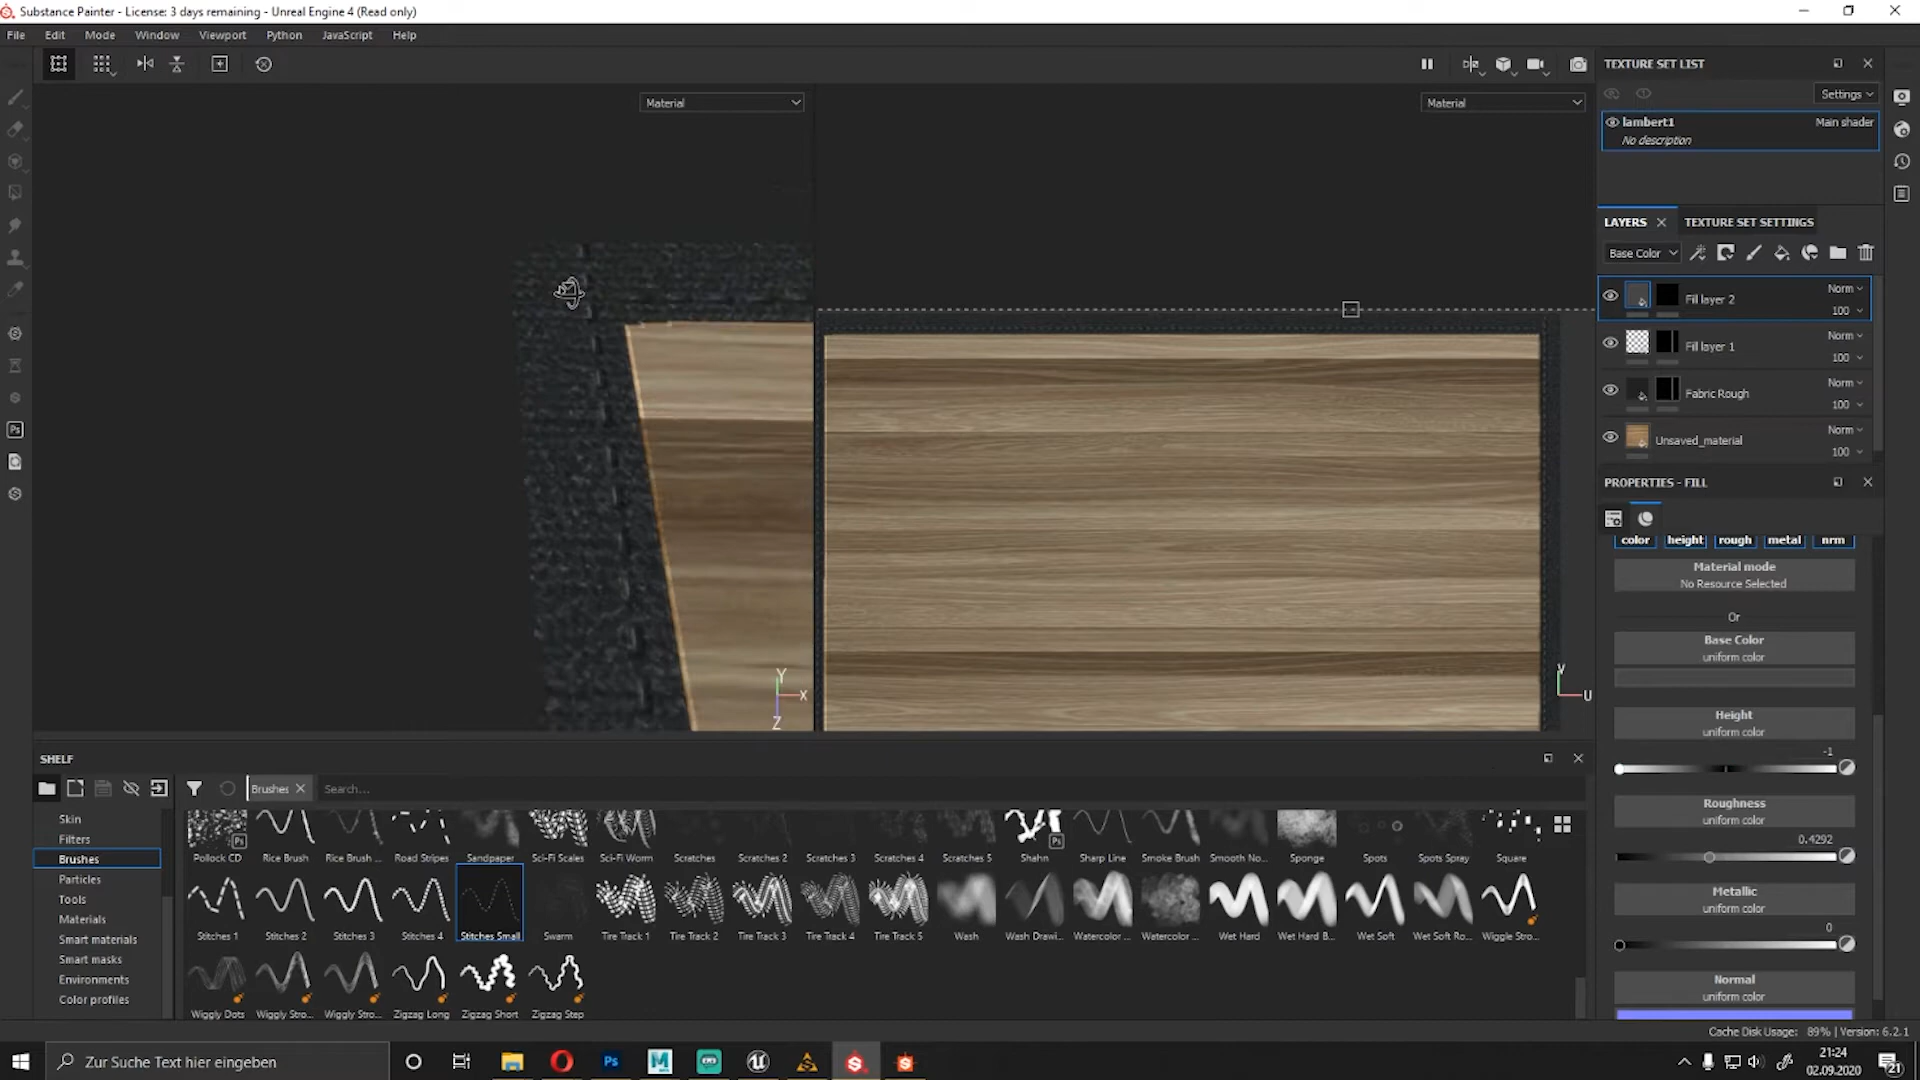 Substance Painter - License: 3 days remaining - Unreal Engine 4 (Read only)
File Edit Mode Window Viewport Python JavaScript Help
Material
Material
TEXTURE SET LIST
Settings
lambert1 Main shader
No description
LAYERS TEXTURE SET SETTINGS
Base Color
Fill layer 2 Norm 100
Fill layer 1 Norm 100
Fabric Rough Norm 100
Unsaved_material Norm 100
PROPERTIES - FILL
color height rough metal nrm
Material mode
No Resource Selected
Or
Base Color
uniform color
Height
uniform color
-1
Roughness
uniform color
0.4292
Metallic
uniform color
0
Normal
uniform color
Y
X
Z
V
U
SHELF
Brushes Search...
Skin
Filters
Brushes
Particles
Tools
Materials
Smart materials
Smart masks
Environments
Color profiles
Ps
Pollock CD Rice Brush Rice Brush ... Road Stripes Sandpaper Sci-Fi Scales Sci-Fi Worm Scratches Scratches 2 Scratches 3 Scratches 4 Scratches 5 Shahn Sharp Line Smoke Brush Smooth No... Sponge Spots Spots Spray Square
Stitches 1 Stitches 2 Stitches 3 Stitches 4 Stitches Small Swarm Tire Track 1 Tire Track 2 Tire Track 3 Tire Track 4 Tire Track 5 Wash Wash Drawi... Watercolor ... Watercolor ... Wet Hard Wet Hard B... Wet Soft Wet Soft Ro... Wiggle Stro...
Wiggly Dots Wiggly Stro... Wiggly Stro... Zigzag Long Zigzag Short Zigzag Step
Cache Disk Usage: 89% | Version: 6.2.1
Zur Suche Text hier eingeben
Ps
M
21:24
02.09.2020
21